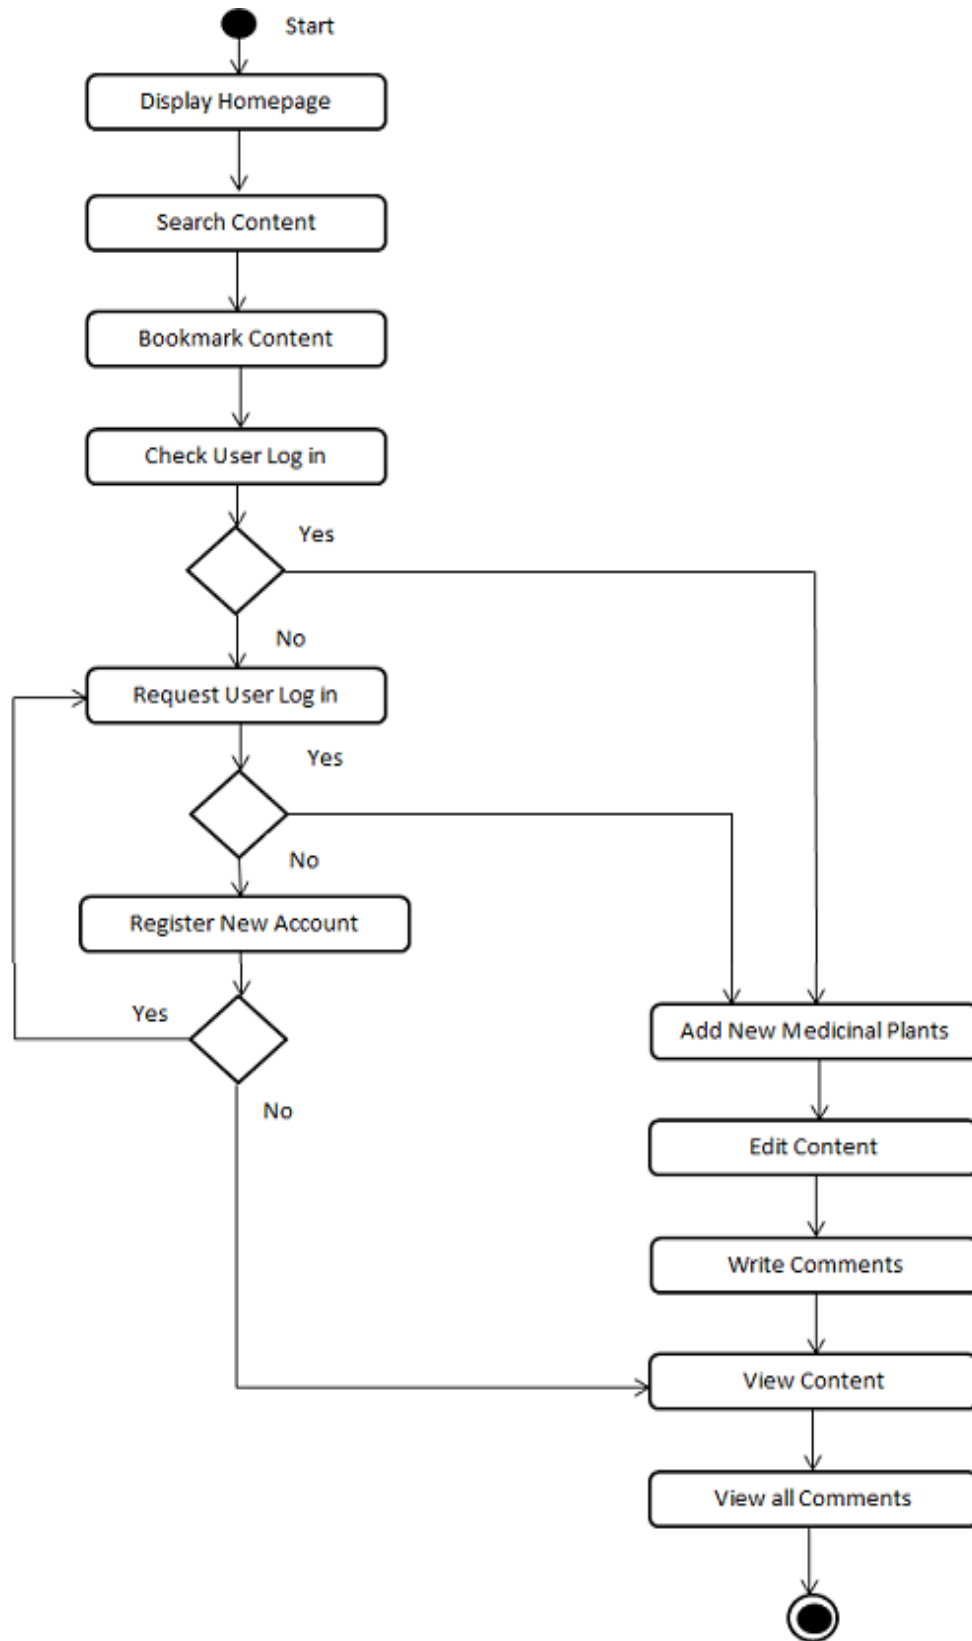 Start
Display Homepage
Search Content
Bookmark Content
Check User Log in
Yes
No
Request User Log in
Yes
No
Register New Account
Yes
No
Add New Medicinal Plants
Edit Content
Write Comments
View Content
View all Comments